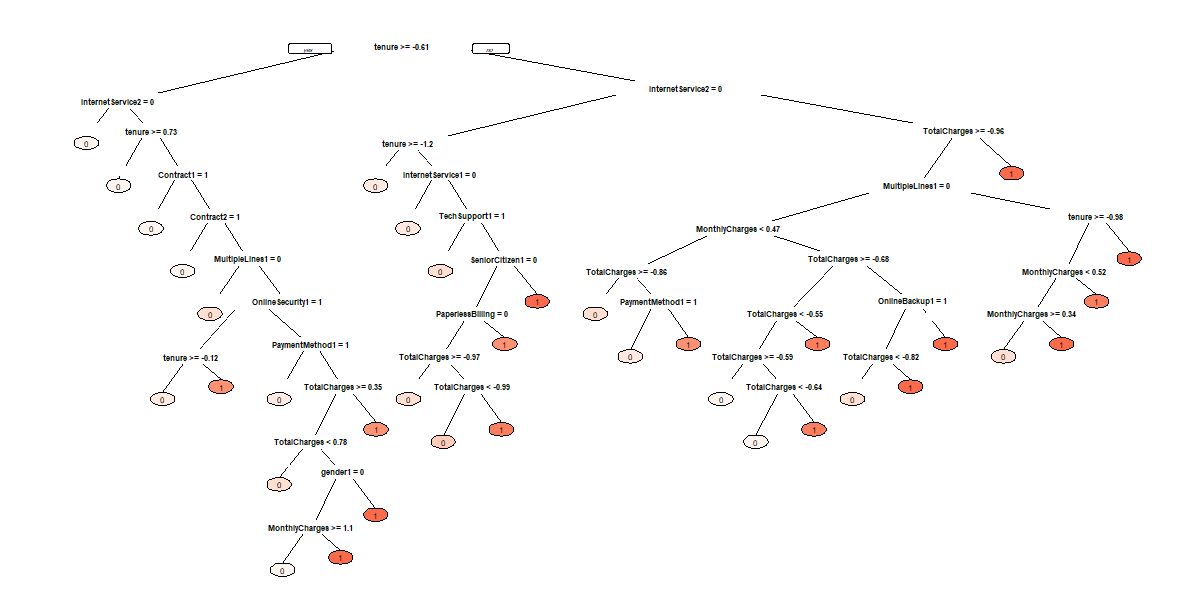 yes tenure >= -0.61 no
InternetService2 = 0
InternetService2 = 0
tenure >= 0.73
TotalCharges >= -0.96
0
tenure >= -1.2
Contract1 = 1
InternetService1 = 0
1
0
0
MultipleLines1 = 0
Contract2 = 1
TechSupport1 = 1
tenure >= -0.98
0
0
MonthlyCharges < 0.47
MultipleLines1 = 0
SeniorCitizen1 = 0
TotalCharges >= -0.68
1
0
0
TotalCharges >= -0.86
MonthlyCharges < 0.52
OnlineSecurity1 = 1
1
PaymentMethod1 = 1
OnlineBackup1 = 1
1
0
PaperlessBilling = 0
0
TotalCharges < -0.55
MonthlyCharges >= 0.34
PaymentMethod1 = 1
1
1
1
1
1
tenure >= -0.12
TotalCharges >= -0.97
0
TotalCharges >= -0.59
TotalCharges < -0.82
0
1
TotalCharges >= 0.35
TotalCharges < -0.99
TotalCharges < -0.64
1
0
0
0
0
0
1
1
1
TotalCharges < 0.78
0
0
gender1 = 0
0
1
MonthlyCharges >= 1.1
1
0